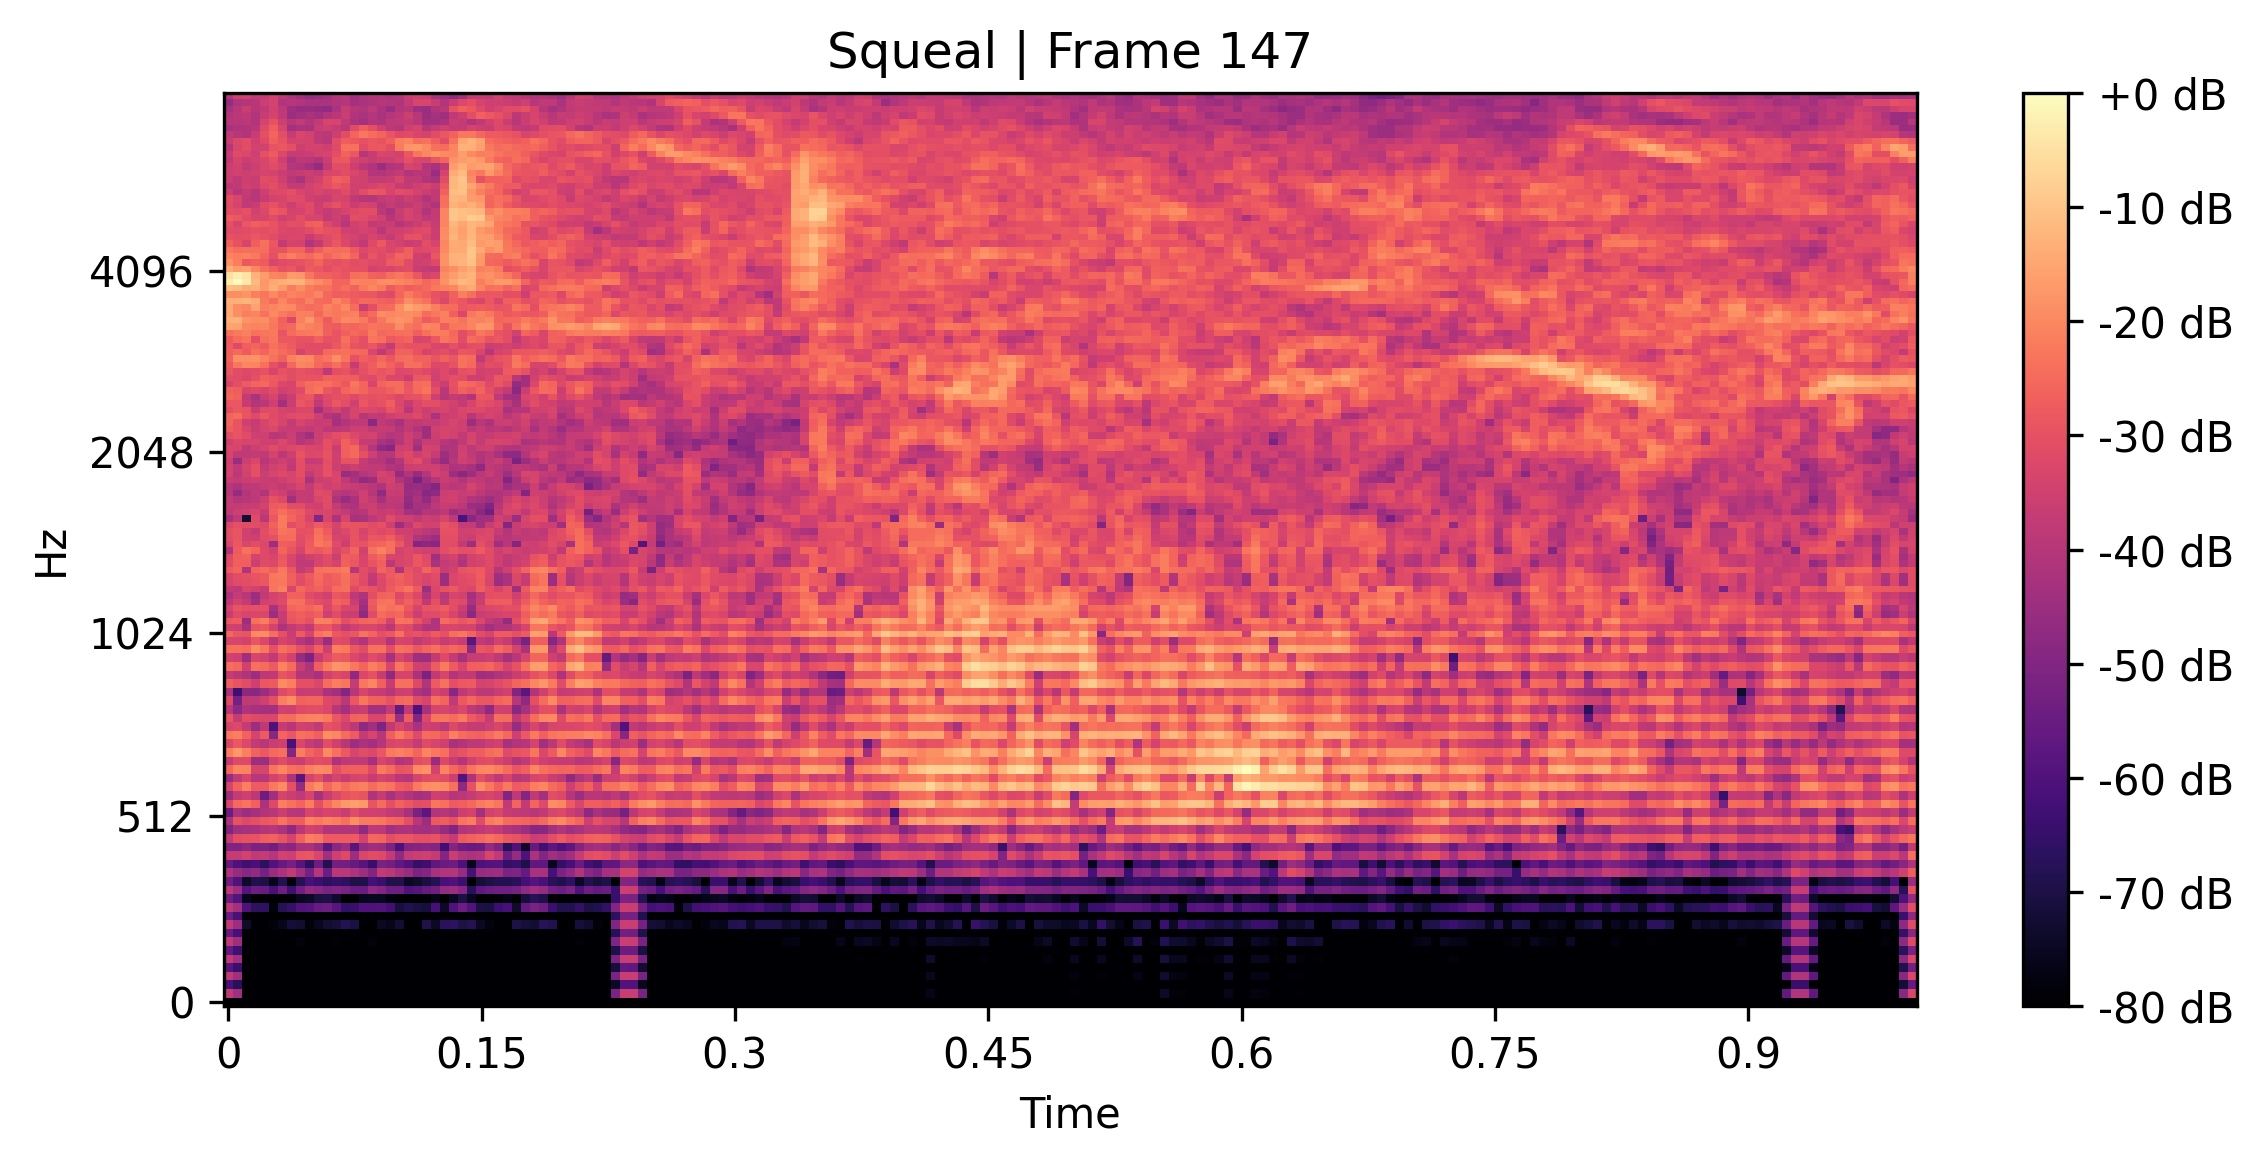 Squeal | Frame 147
+0 dB
-10 dB
-20 dB
-30 dB
-40 dB
-50 dB
-60 dB
-70 dB
-80 dB
4096
2048
1024
512
0
Hz
0 0.15 0.3 0.45 0.6 0.75 0.9
Time